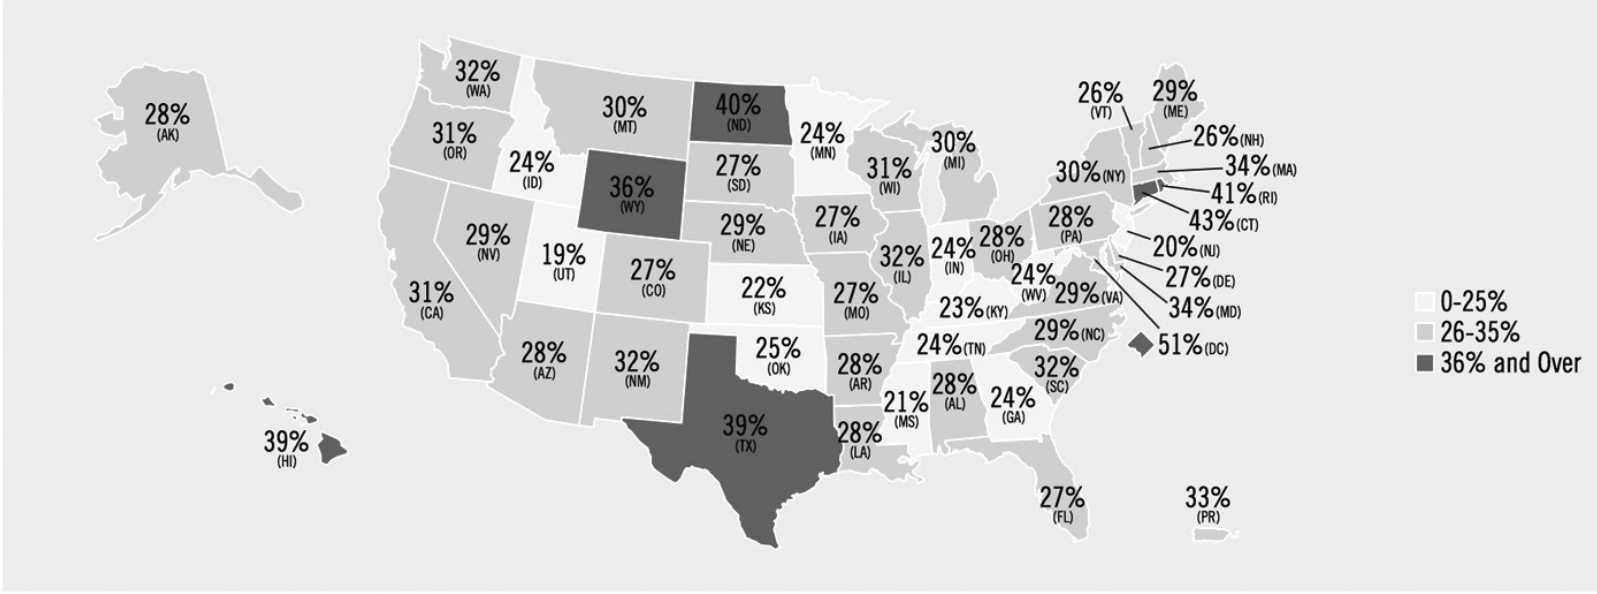 32%
(WA)
28%
(AK)
30%
(MT)
40%
(ND)
26%
(VT)
29%
(ME)
31%
(OR)
24%
(MN)
26% (NH)
24%
(ID)
36%
(WY)
27%
(SD)
31%
(WI)
30%
(MI)
30% (NY)
34% (MA)
41% (RI)
43% (CT)
29%
(NV)
19%
(UT)
29%
(NE)
27%
(IA)
28%
(PA)
20% (NJ)
27%
(CO)
32%
(IL)
24%
(IN)
28%
(OH)
24%
(WV)
27% (DE)
31%
(CA)
22%
(KS)
27%
(MO)
23% (KY)
29% (VA)
34% (MD)
0-25%
28%
(AZ)
32%
(NM)
25%
(OK)
24% (TN)
29% (NC)
51% (DC)
26-35%
28%
(AR)
32%
(SC)
36% and Over
39%
(TX)
21%
(MS)
28%
(AL)
24%
(GA)
39%
(HI)
28%
(LA)
27%
(FL)
33%
(PR)